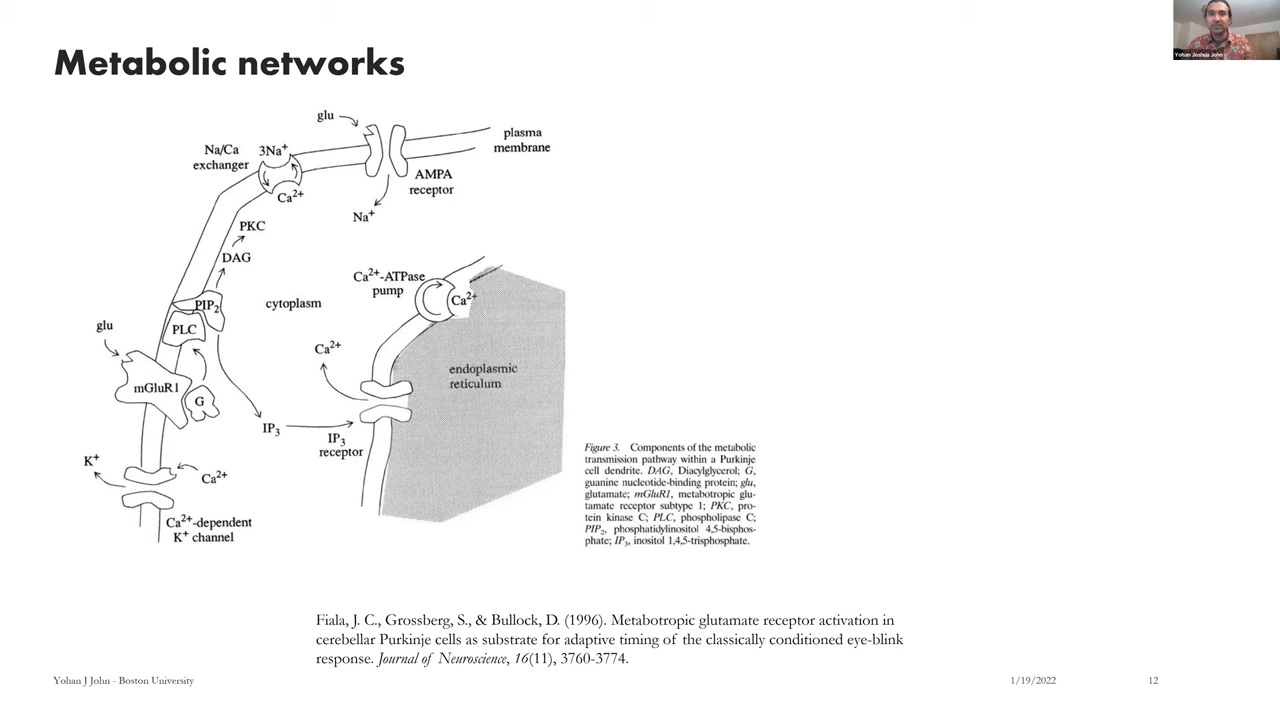 Metabolic networks
Yohan Joshua John
glu
plasma
membrane
Na/Ca
exchanger
3Na+
Ca2+
AMPA
receptor
Na+
PKC
DAG
Ca2+-ATPase
pump
Ca2+
PIP2
cytoplasm
PLC
glu
Ca2+
endoplasmic
reticulum
mGluR1
G
IP3
IP3
receptor
K+
Ca2+
Ca2+-dependent
K+ channel
Figure 3. Components of the metabolic
transmission pathway within a Purkinje
cell dendrite. DAG, Diacylglycerol; G,
guanine nucleotide-binding protein; glu,
glutamate; mGluR1, metabotropic glu-
tamate receptor subtype 1; PKC, pro-
tein kinase C; PLC, phospholipase C;
PIP2, phosphatidylinositol 4,5-bisphos-
phate; IP3, inositol 1,4,5-trisphosphate.
Fiala, J. C., Grossberg, S., & Bullock, D. (1996). Metabotropic glutamate receptor activation in
cerebellar Purkinje cells as substrate for adaptive timing of the classically conditioned eye-blink
response. Journal of Neuroscience, 16(11), 3760-3774.
Yohan J John - Boston University
1/19/2022
12